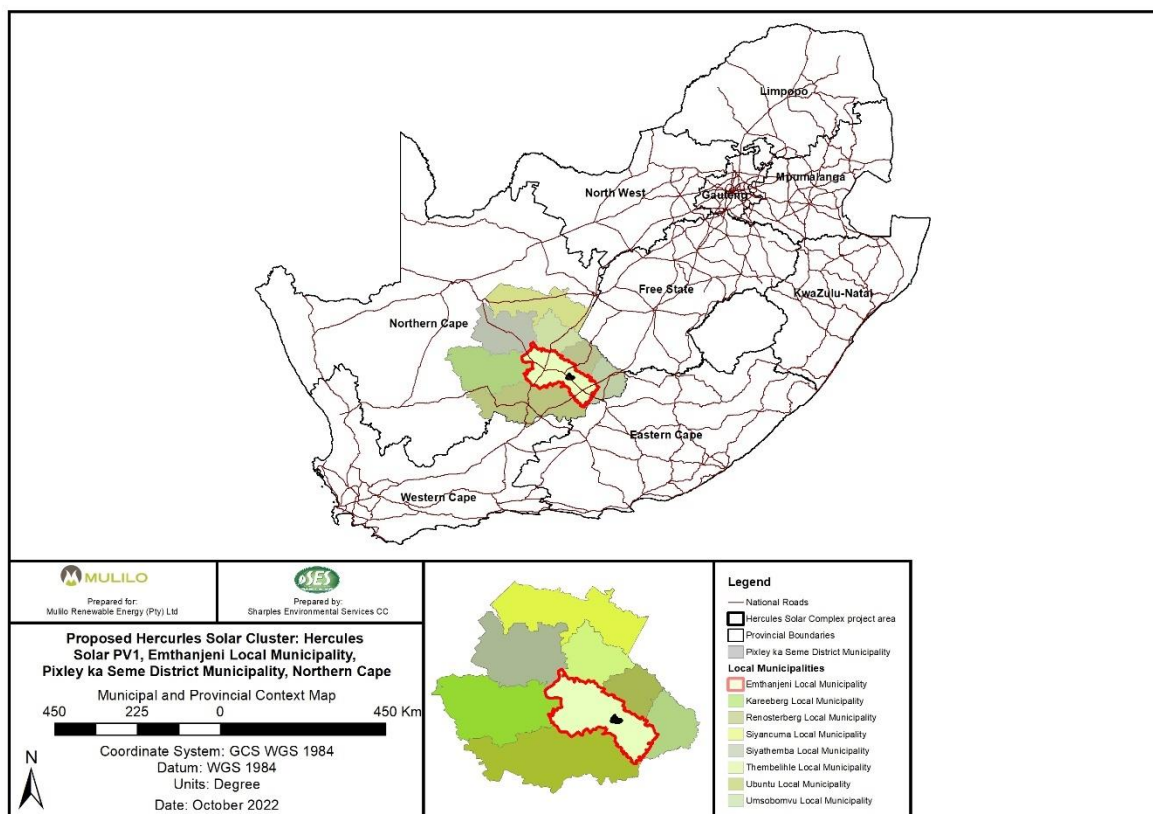 Limpopo
North West
Mpumalanga
Gauteng
Free State
KwaZulu-Natal
Northern Cape
Eastern Cape
Western Cape
MULILO
Prepared for:
Mulilo Renewable Energy (Pty) Ltd
SES
Prepared by:
Sharples Environmental Services CC
Proposed Hercurles Solar Cluster: Hercules
Solar PV1, Emthanjeni Local Municipality,
Pixley ka Seme District Municipality, Northern Cape
Municipal and Provincial Context Map
450 225 0 450 Km
Coordinate System: GCS WGS 1984
Datum: WGS 1984
Units: Degree
Date: October 2022
N
Legend
National Roads
Hercules Solar Complex project area
Provincial Boundaries
Pixley ka Seme District Municipality
Local Municipalities
Emthanjeni Local Municipality
Kareeberg Local Municipality
Renosterberg Local Municipality
Siyancuma Local Municipality
Siyathemba Local Municipality
Thembelihle Local Municipality
Ubuntu Local Municipality
Umsobomvu Local Municipality